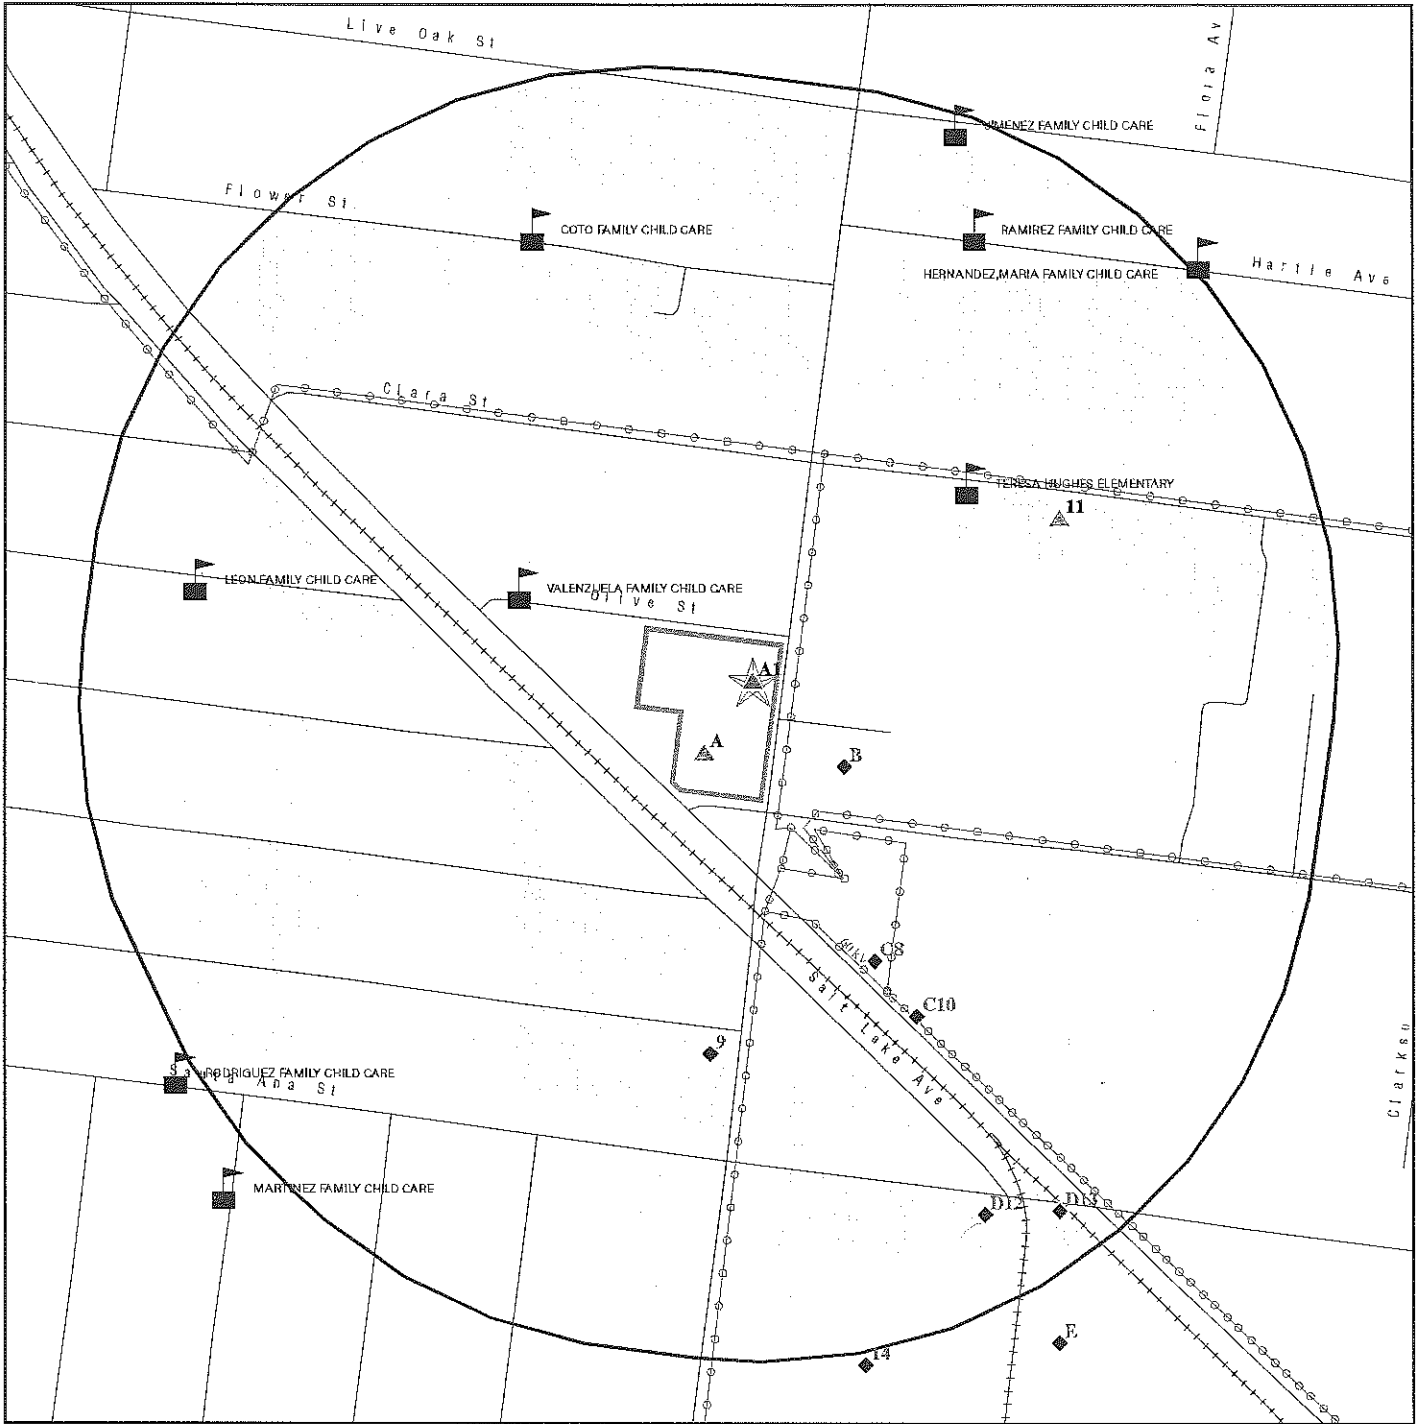 Live Oak St
Flora Av
JIMENEZ FAMILY CHILD CARE
Flower St
COTO FAMILY CHILD CARE
RAMIREZ FAMILY CHILD CARE
HERNANDEZ,MARIA FAMILY CHILD CARE
Hartle Ave
Clara St
TERESA HUGHES ELEMENTARY
11
LEON FAMILY CHILD CARE
VALENZUELA FAMILY CHILD CARE
Olive St
A1
A
B
60kV
C8
Salt Lake Ave
C10
9
Clarkso
Santa Ana St
RODRIGUEZ FAMILY CHILD CARE
MARTINEZ FAMILY CHILD CARE
D12
D13
E
14